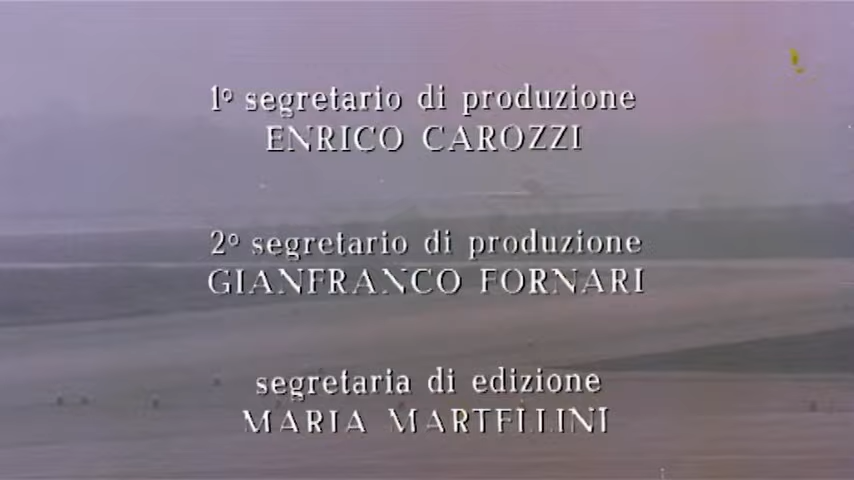 1º segretario di produzione
ENRICO CAROZZI
2º segretario di produzione
GIANFRANCO FORNARI
segretaria di edizione
MARIA MARTELLINI